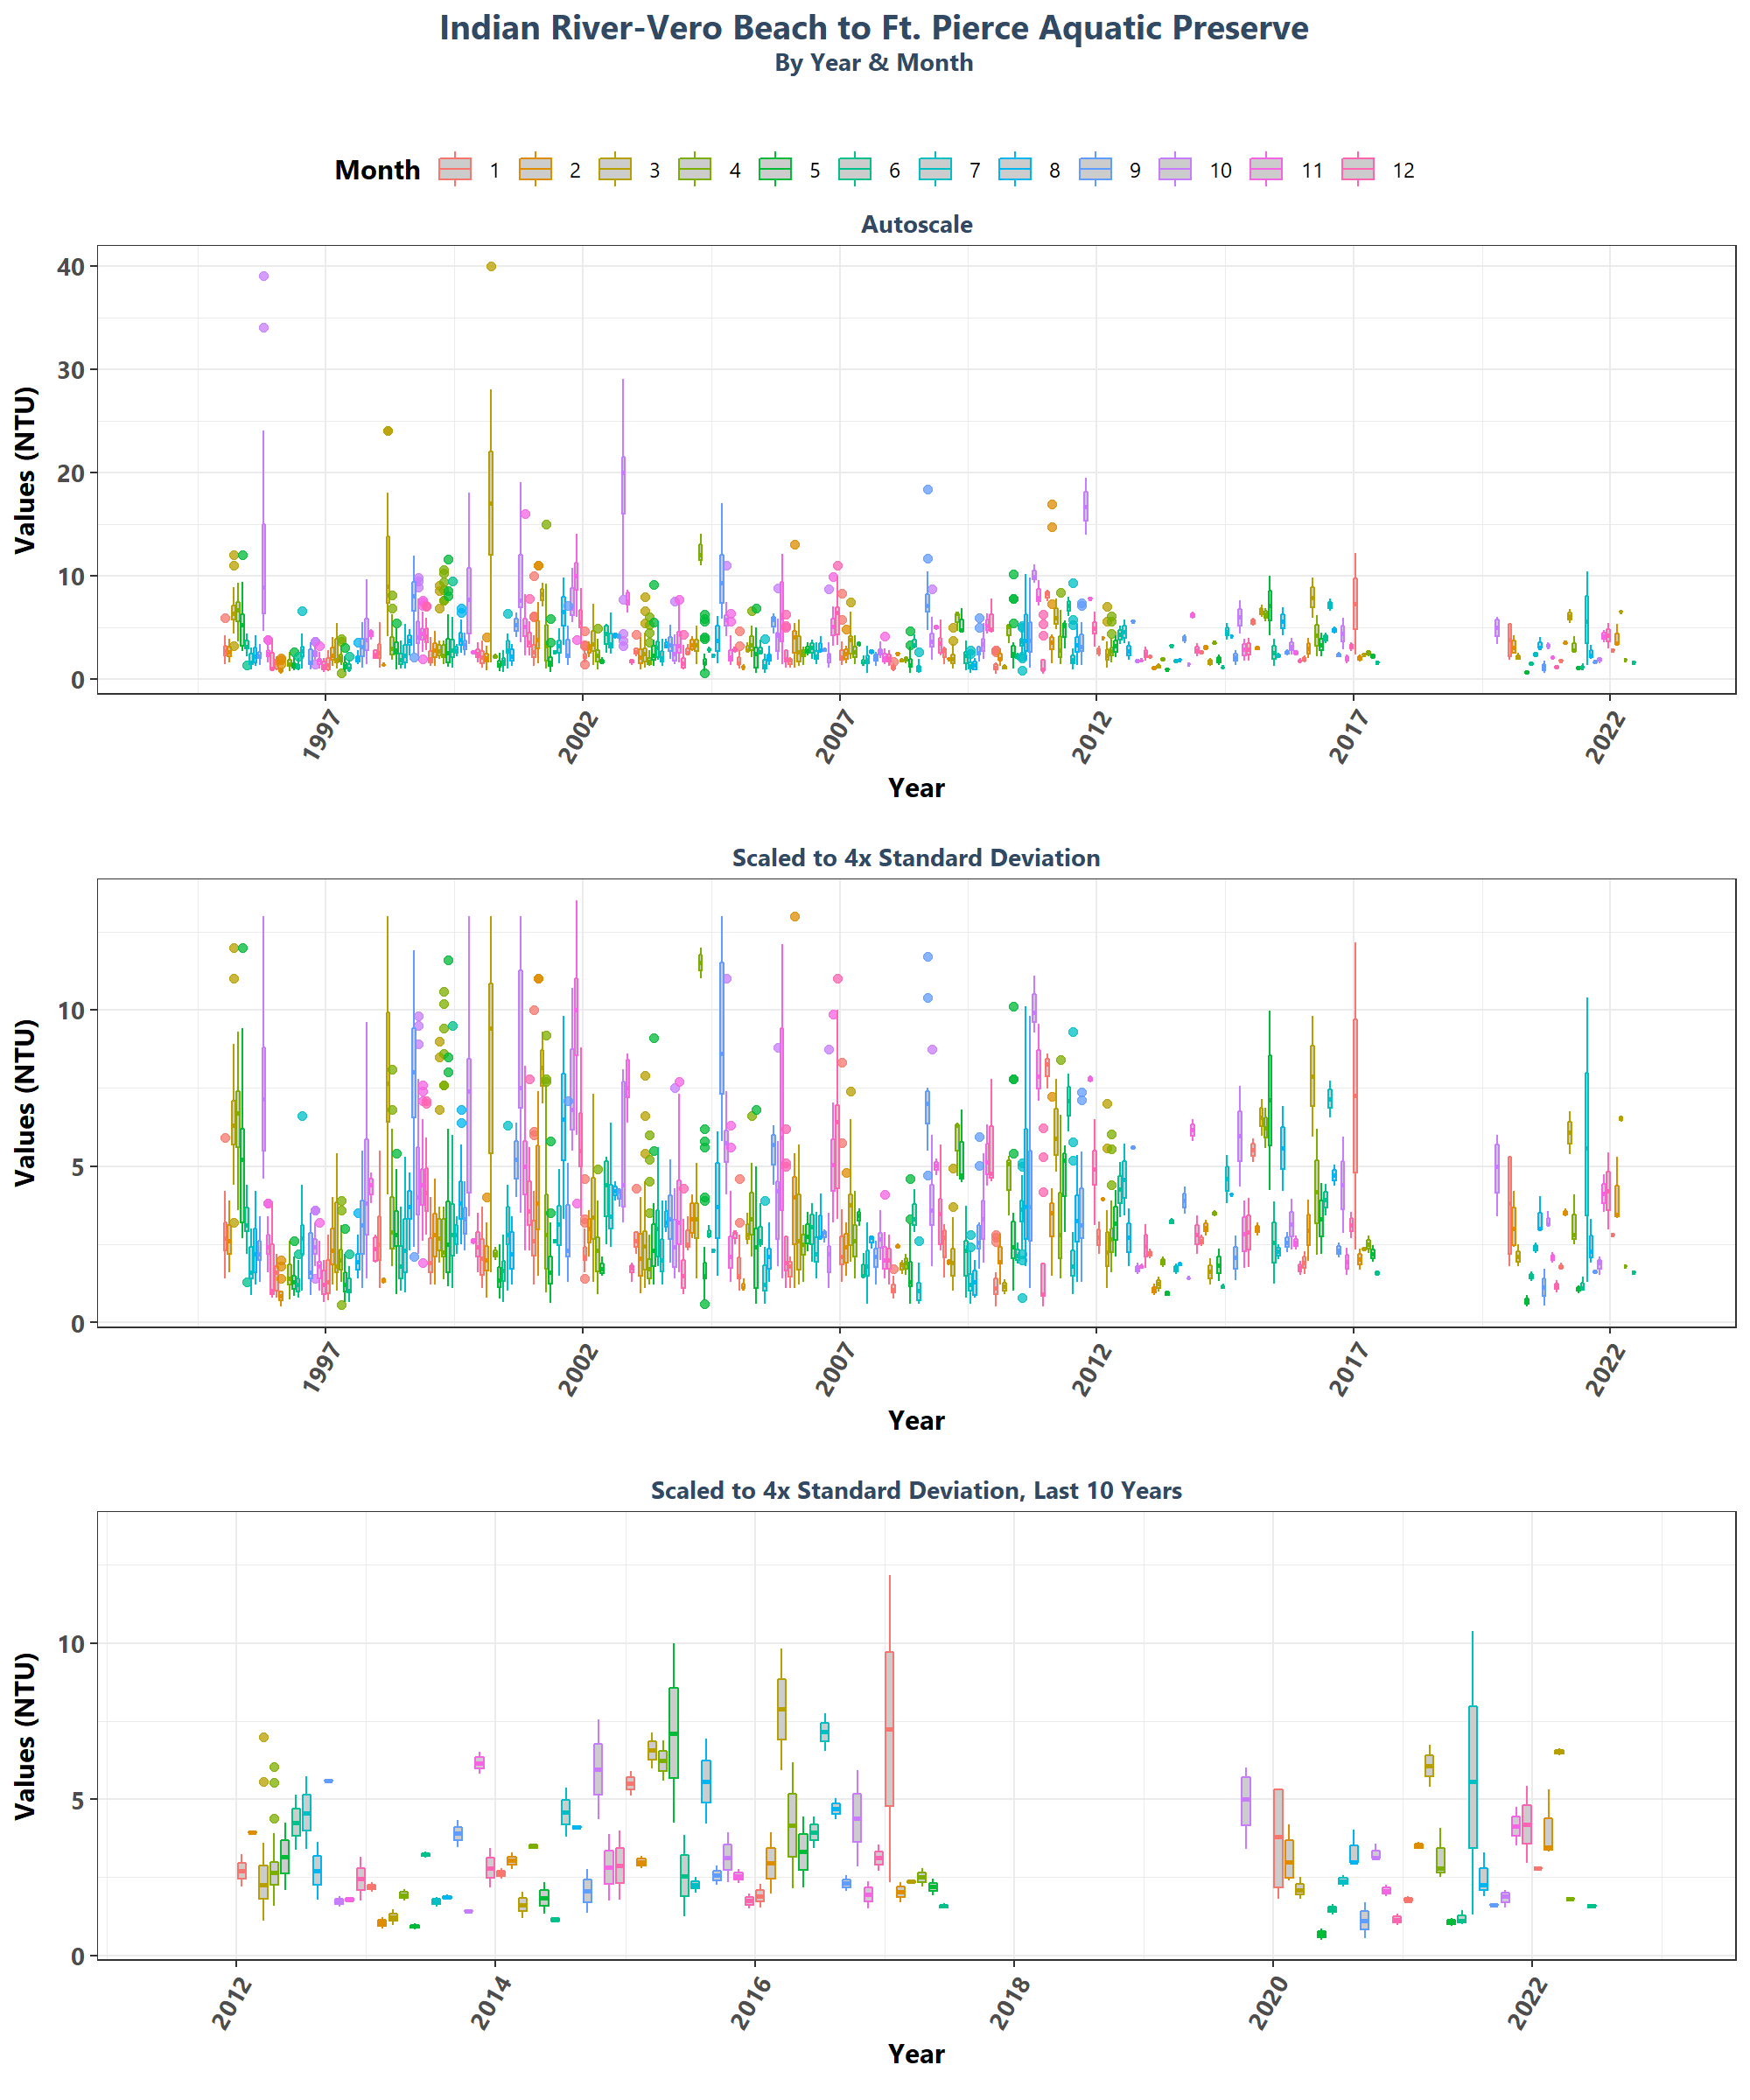 Indian River-Vero Beach to Ft. Pierce Aquatic Preserve
By Year & Month
Month 1 2 3 4 5 6 7 8 9 10 11 12
Autoscale
Values (NTU)
40
30
20
10
0
1997 2002 2007 2012 2017 2022
Year
Scaled to 4x Standard Deviation
Values (NTU)
10
5
0
1997 2002 2007 2012 2017 2022
Year
Scaled to 4x Standard Deviation, Last 10 Years
Values (NTU)
10
5
0
2012 2014 2016 2018 2020 2022
Year